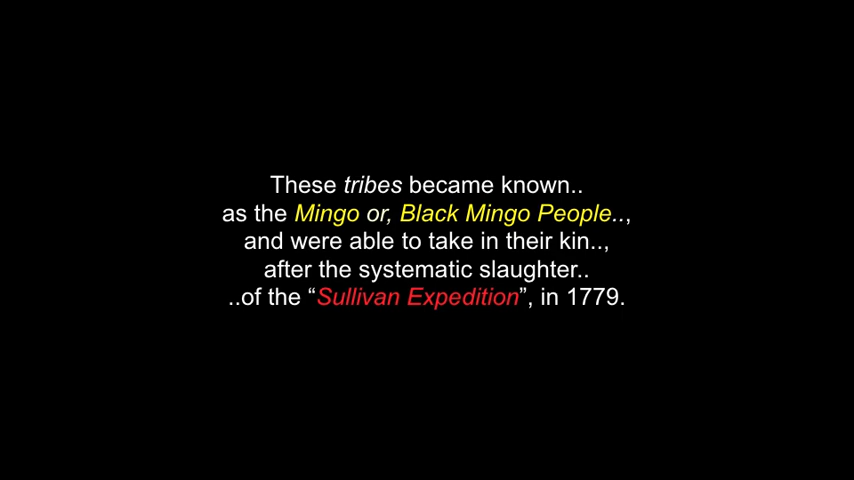 These tribes became known..
as the Mingo or, Black Mingo People..,
and were able to take in their kin..,
after the systematic slaughter..
..of the “Sullivan Expedition”, in 1779.